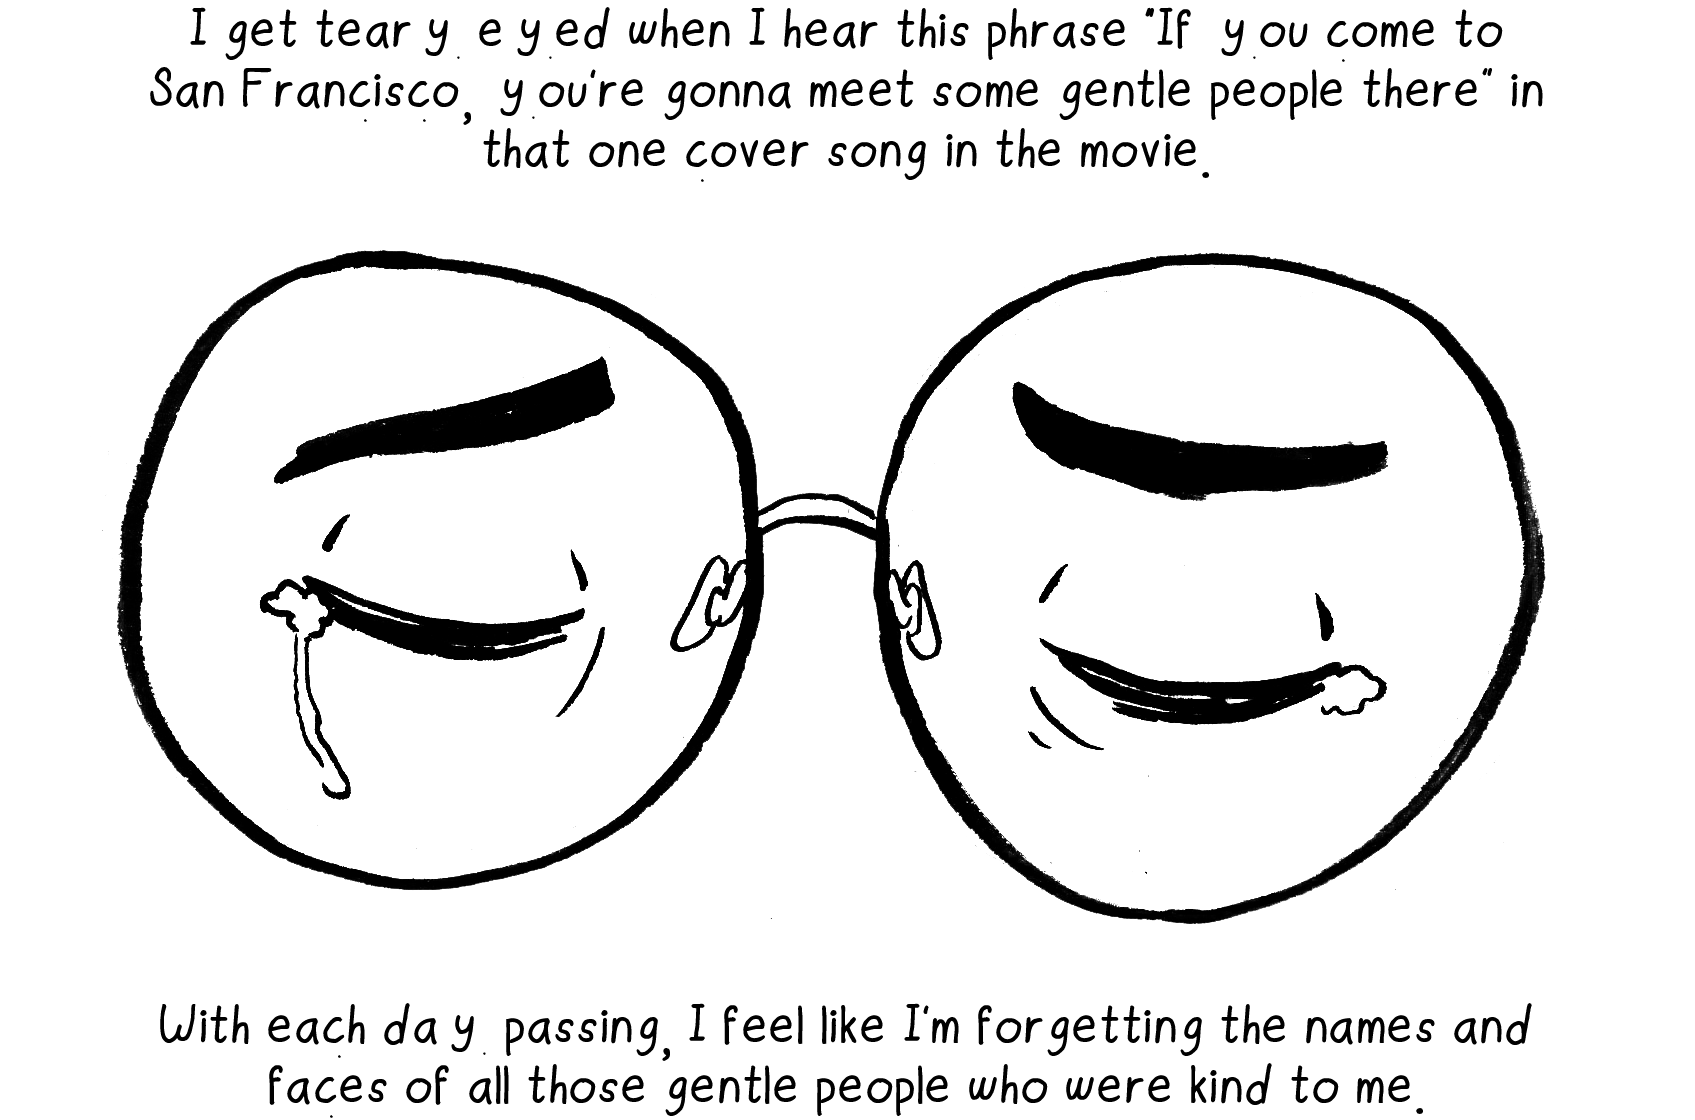 I get teary eyed when I hear this phrase "If you come to
San Francisco, you're gonna meet some gentle people there" in
that one cover song in the movie.
With each day passing, I feel like I'm forgetting the names and
faces of all those gentle people who were kind to me.